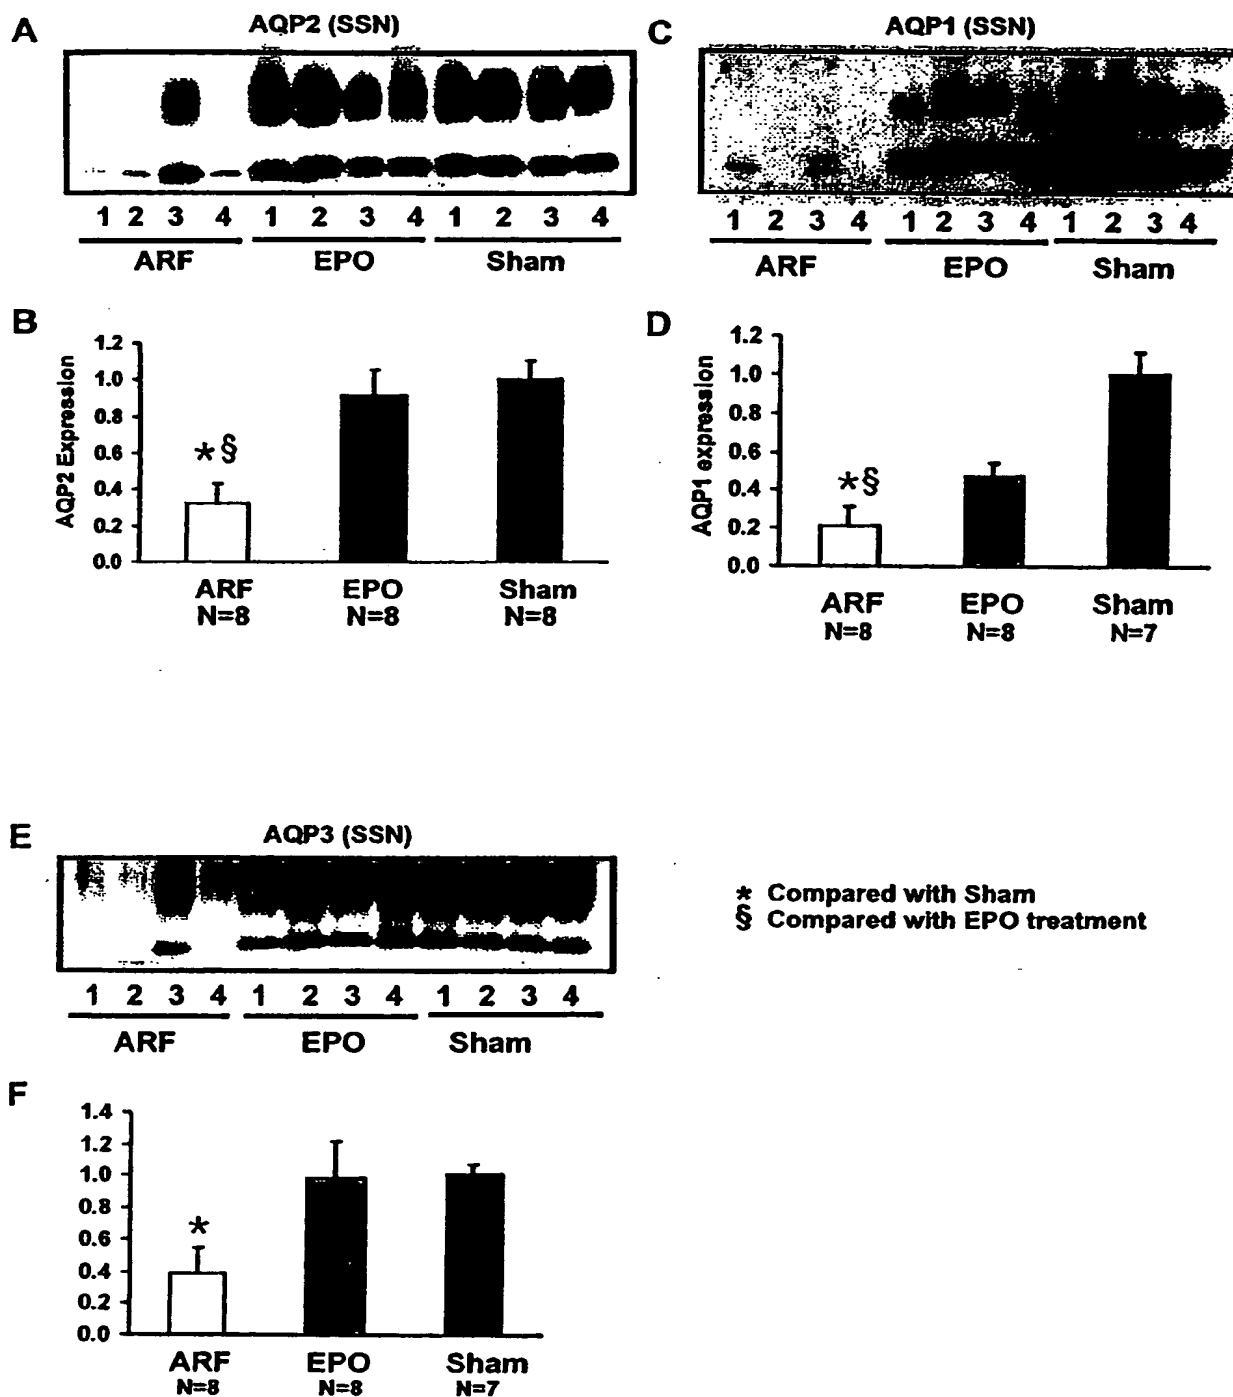 A
AQP2 (SSN)
1 2 3 4 1 2 3 4 1 2 3 4
ARF EPO Sham
C
AQP1 (SSN)
1 2 3 4 1 2 3 4 1 2 3 4
ARF EPO Sham
B
AQP2 Expression
1.2
1.0
0.8
0.6
0.4
0.2
0.0
*§
ARF EPO Sham
N=8 N=8 N=8
D
AQP1 expression
1.2
1.0
0.8
0.6
0.4
0.2
0.0
*§
ARF EPO Sham
N=8 N=8 N=7
E
AQP3 (SSN)
1 2 3 4 1 2 3 4 1 2 3 4
ARF EPO Sham
* Compared with Sham
§ Compared with EPO treatment
F
1.4
1.2
1.0
0.8
0.6
0.4
0.2
0.0
*
ARF EPO Sham
N=8 N=8 N=7